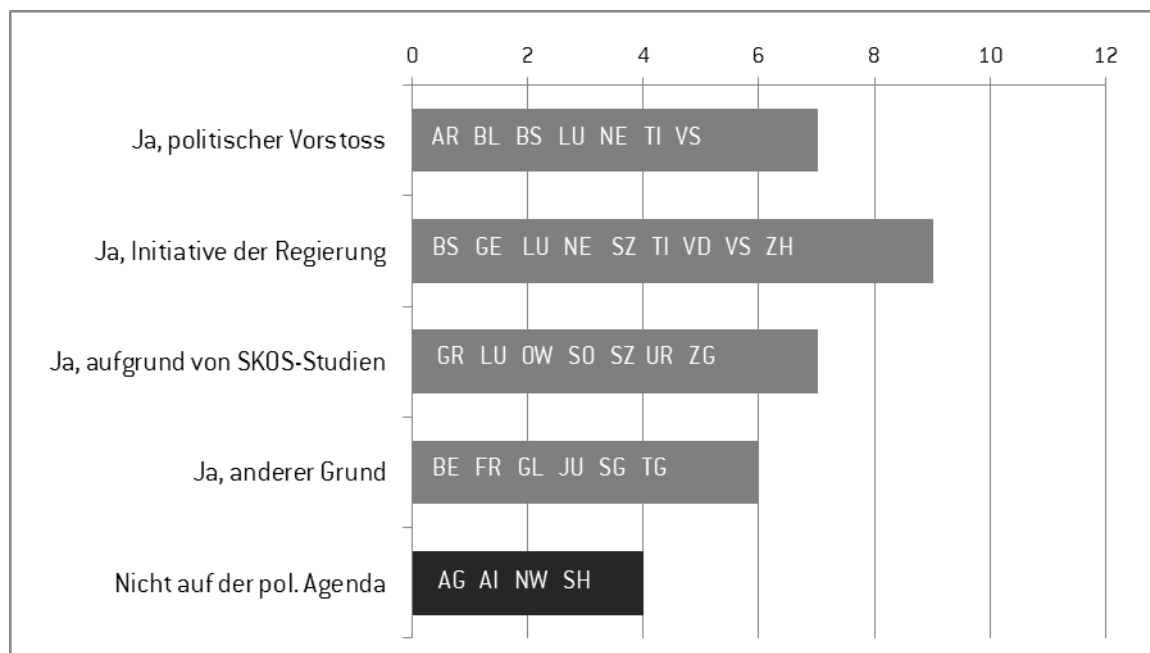 0 2 4 6 8 10 12
Ja, politischer Vorstoss
AR BL BS LU NE TI VS
Ja, Initiative der Regierung
BS GE LU NE SZ TI VD VS ZH
Ja, aufgrund von SKOS-Studien
GR LU OW SO SZ UR ZG
Ja, anderer Grund
BE FR GL JU SG TG
Nicht auf der pol. Agenda
AG AI NW SH